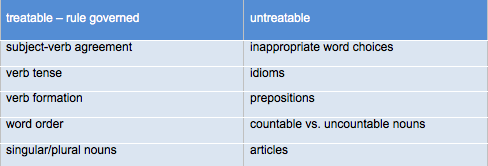 treatable – rule governed untreatable
subject-verb agreement inappropriate word choices
verb tense idioms
verb formation prepositions
word order countable vs. uncountable nouns
singular/plural nouns articles